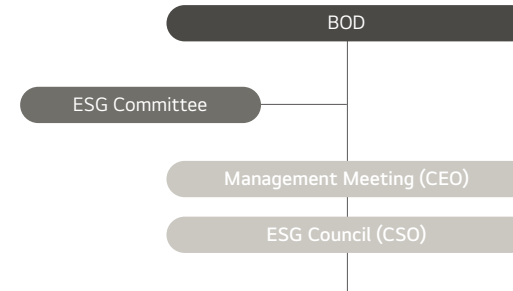 BOD
ESG Committee
Management Meeting (CEO)
ESG Council (CSO)